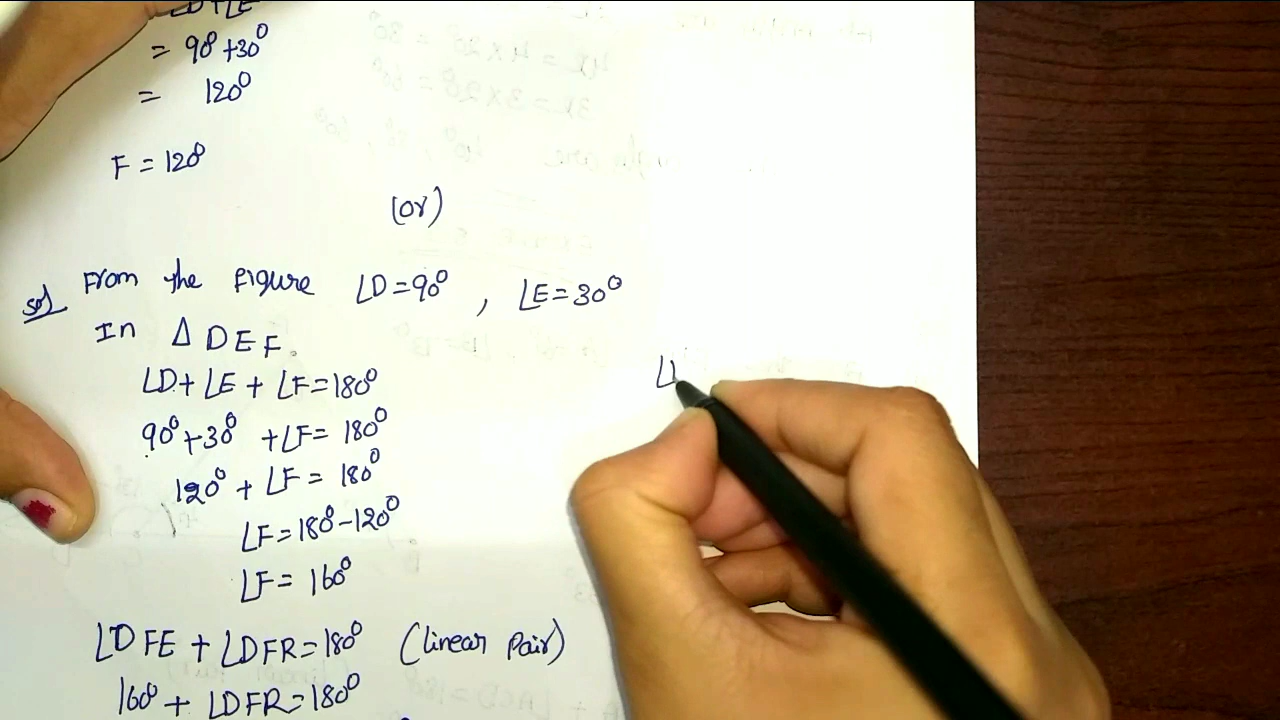 = 90° + 30°
= 120°
F = 120°
(or)
Sol From the Figure ∠D = 90° , ∠E = 30°
In Δ DEF.
∠D + ∠E + ∠F = 180°
90° + 30° + ∠F = 180°
120° + ∠F = 180°
∠F = 180° - 120°
∠F = 160°
∠DFE + ∠DFR = 180° (linear pair)
160° + ∠DFR = 180°